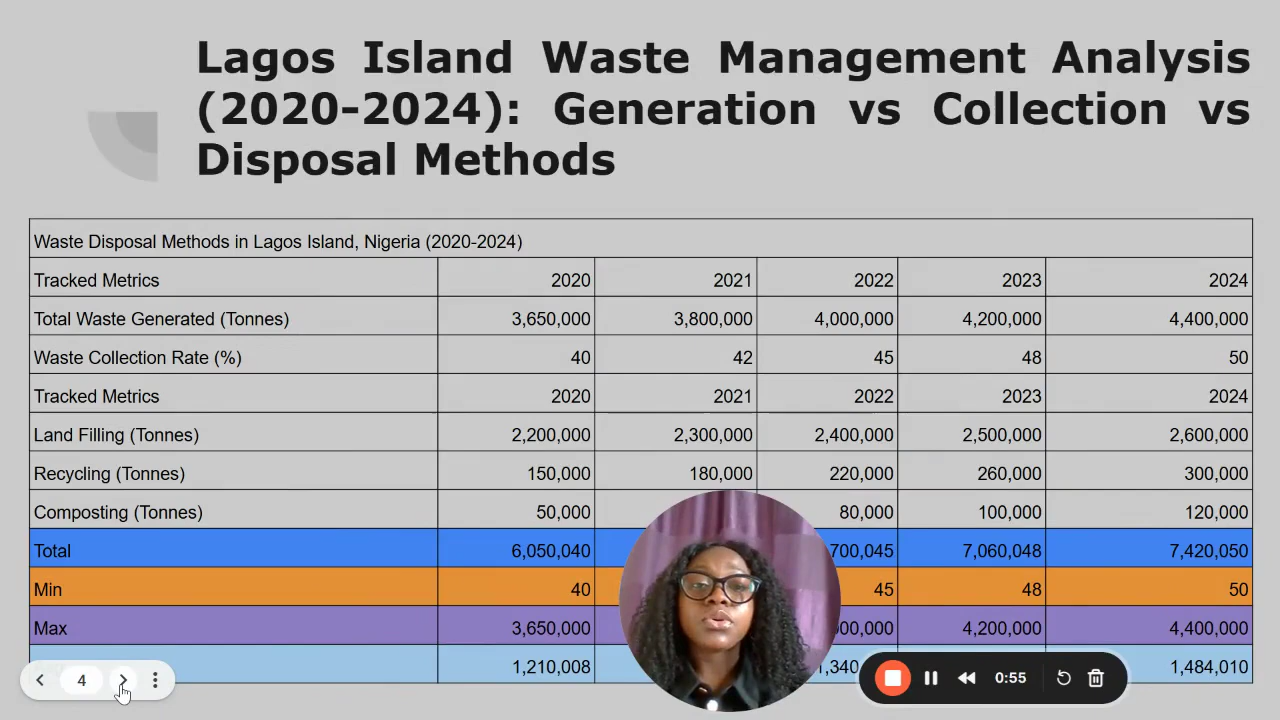 Lagos Island Waste Management Analysis
(2020-2024): Generation vs Collection vs
Disposal Methods
Waste Disposal Methods in Lagos Island, Nigeria (2020-2024)
Tracked Metrics 2020 2021 2022 2023 2024
Total Waste Generated (Tonnes) 3,650,000 3,800,000 4,000,000 4,200,000 4,400,000
Waste Collection Rate (%) 40 42 45 48 50
Tracked Metrics 2020 2021 2022 2023 2024
Land Filling (Tonnes) 2,200,000 2,300,000 2,400,000 2,500,000 2,600,000
Recycling (Tonnes) 150,000 180,000 220,000 260,000 300,000
Composting (Tonnes) 50,000 80,000 100,000 120,000
Total 6,050,040 700,045 7,060,048 7,420,050
Min 40 45 48 50
Max 3,650,000 4,200,000 4,400,000
1,210,008 1,484,010
4
0:55